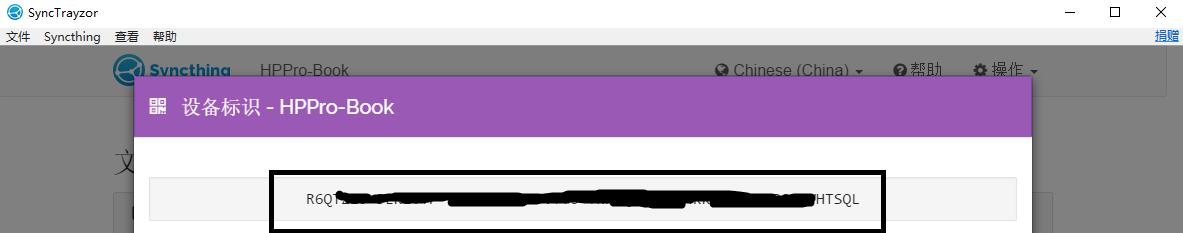 SyncTrayzor
文件 Syncthing 查看 帮助 捐赠
Syncthing HPPro-Book Chinese (China) 帮助 操作
设备标识 - HPPro-Book
文
R6QT HTSQL